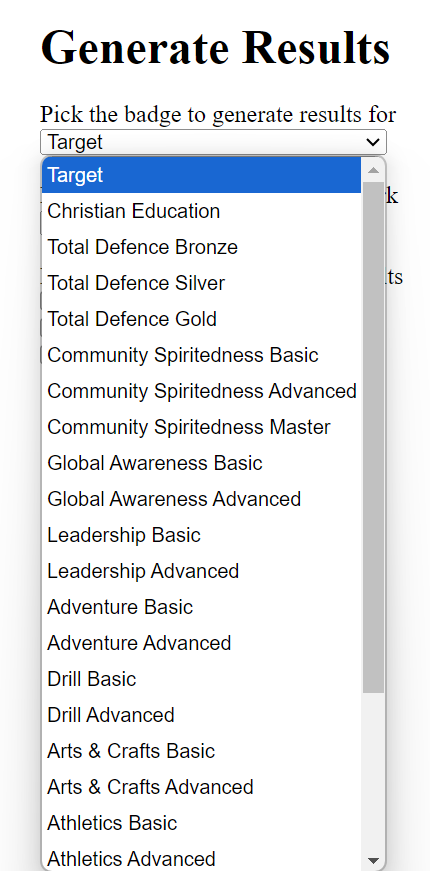 Generate Results
Pick the badge to generate results for
Target
Target
Christian Education
Total Defence Bronze
Total Defence Silver
Total Defence Gold
Community Spiritedness Basic
Community Spiritedness Advanced
Community Spiritedness Master
Global Awareness Basic
Global Awareness Advanced
Leadership Basic
Leadership Advanced
Adventure Basic
Adventure Advanced
Drill Basic
Drill Advanced
Arts & Crafts Basic
Arts & Crafts Advanced
Athletics Basic
Athletics Advanced